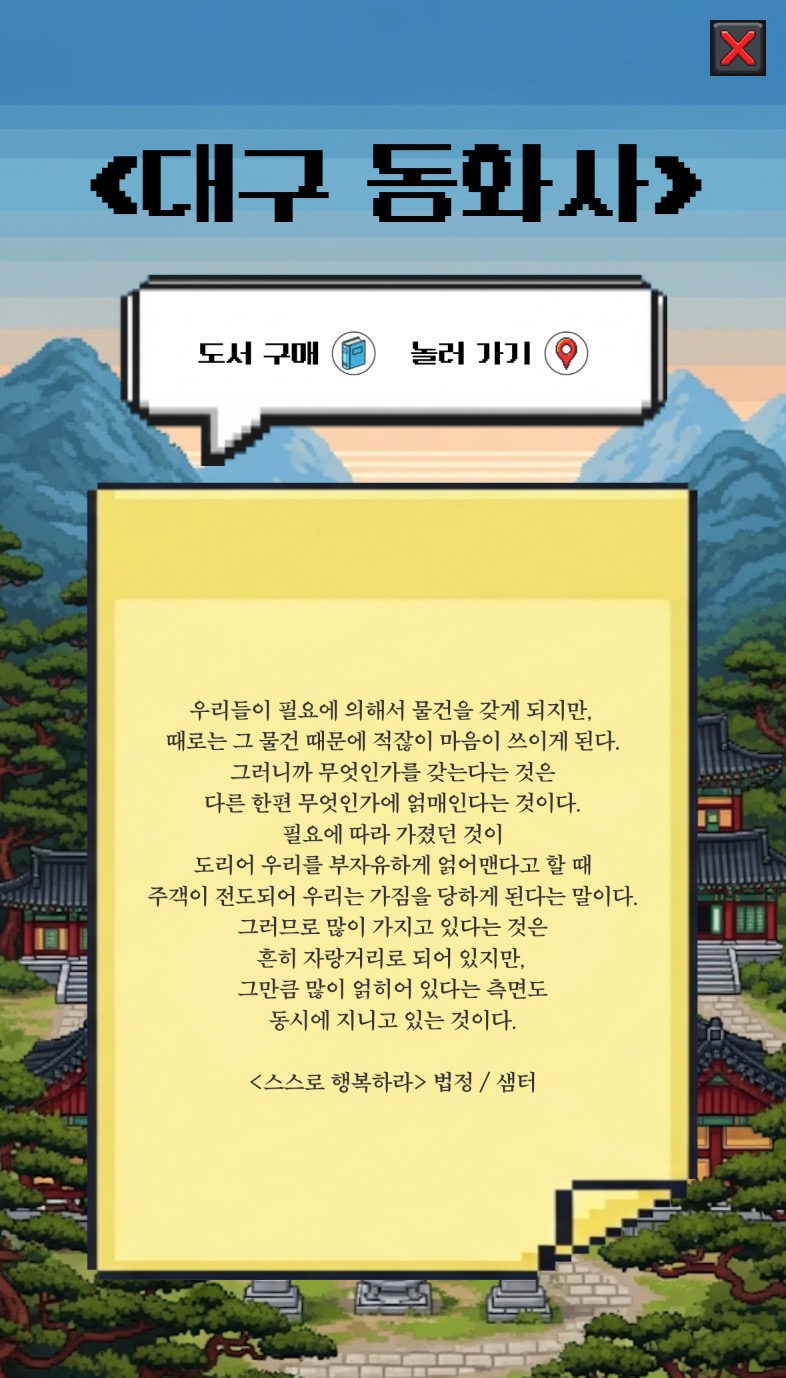 <대구 동화사>
도서 구매 놀러 가기
우리들이 필요에 의해서 물건을 갖게 되지만,
때로는 그 물건 때문에 적잖이 마음이 쓰이게 된다.
그러니까 무엇인가를 갖는다는 것은
다른 한편 무엇인가에 얽매인다는 것이다.
필요에 따라 가졌던 것이
도리어 우리를 부자유하게 얽어맨다고 할 때
주객이 전도되어 우리는 가짐을 당하게 된다는 말이다.
그러므로 많이 가지고 있다는 것은
흔히 자랑거리로 되어 있지만,
그만큼 많이 얽히어 있다는 측면도
동시에 지니고 있는 것이다.
<스스로 행복하라> 법정 / 샘터